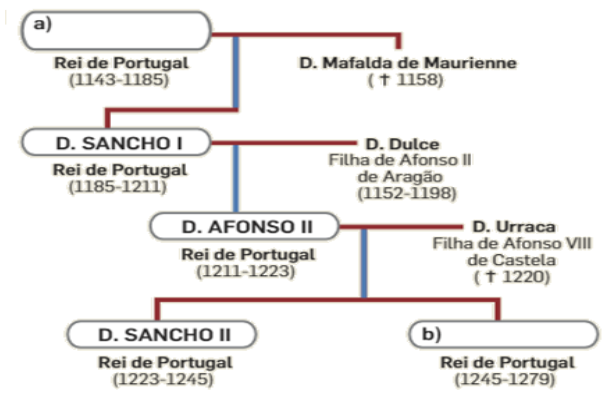 a)
Rei de Portugal
(1143-1185)
D. Mafalda de Maurienne
( ✝ 1158)
D. SANCHO I
Rei de Portugal
(1185-1211)
D. Dulce
Filha de Afonso II
de Aragão
(1152-1198)
D. AFONSO II
Rei de Portugal
(1211-1223)
D. Urraca
Filha de Afonso VIII
de Castela
( ✝ 1220)
D. SANCHO II
Rei de Portugal
(1223-1245)
b)
Rei de Portugal
(1245-1279)